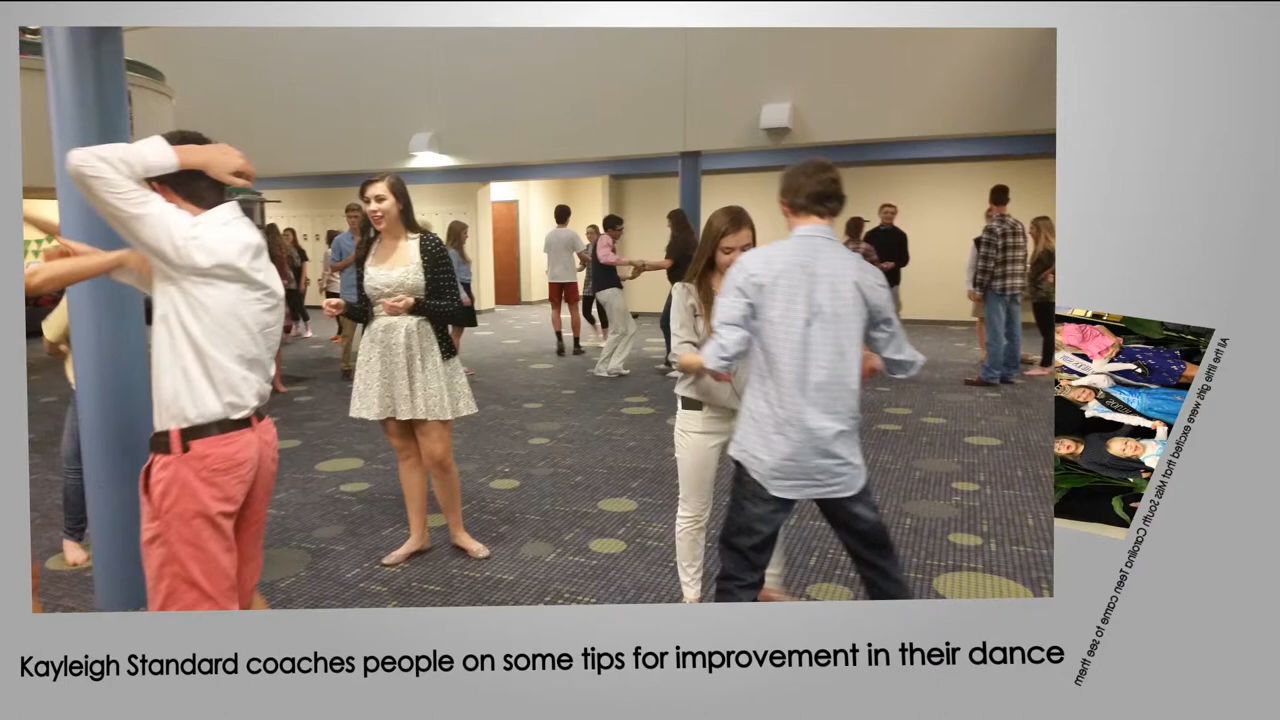 Kayleigh Standard coaches people on some tips for improvement in their dance
All the little girls were excited that Miss South Carolina Teen came to see them